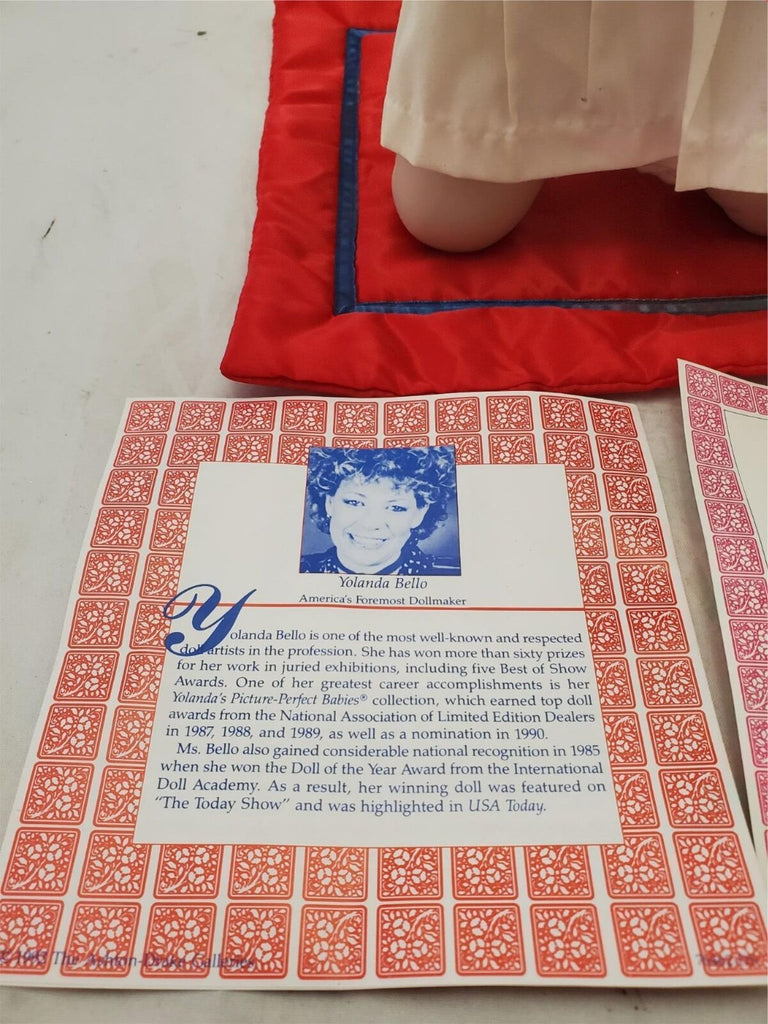 Yolanda Bello
America's Foremost Dollmaker
Yolanda Bello is one of the most well-known and respected
doll artists in the profession. She has won more than sixty prizes
for her work in juried exhibitions, including five Best of Show
Awards. One of her greatest career accomplishments is her
Yolanda's Picture-Perfect Babies® collection, which earned top doll
awards from the National Association of Limited Edition Dealers
in 1987, 1988, and 1989, as well as a nomination in 1990.
Ms. Bello also gained considerable national recognition in 1985
when she won the Doll of the Year Award from the International
Doll Academy. As a result, her winning doll was featured on
"The Today Show" and was highlighted in USA Today.
The Ashton-Drake Galleries